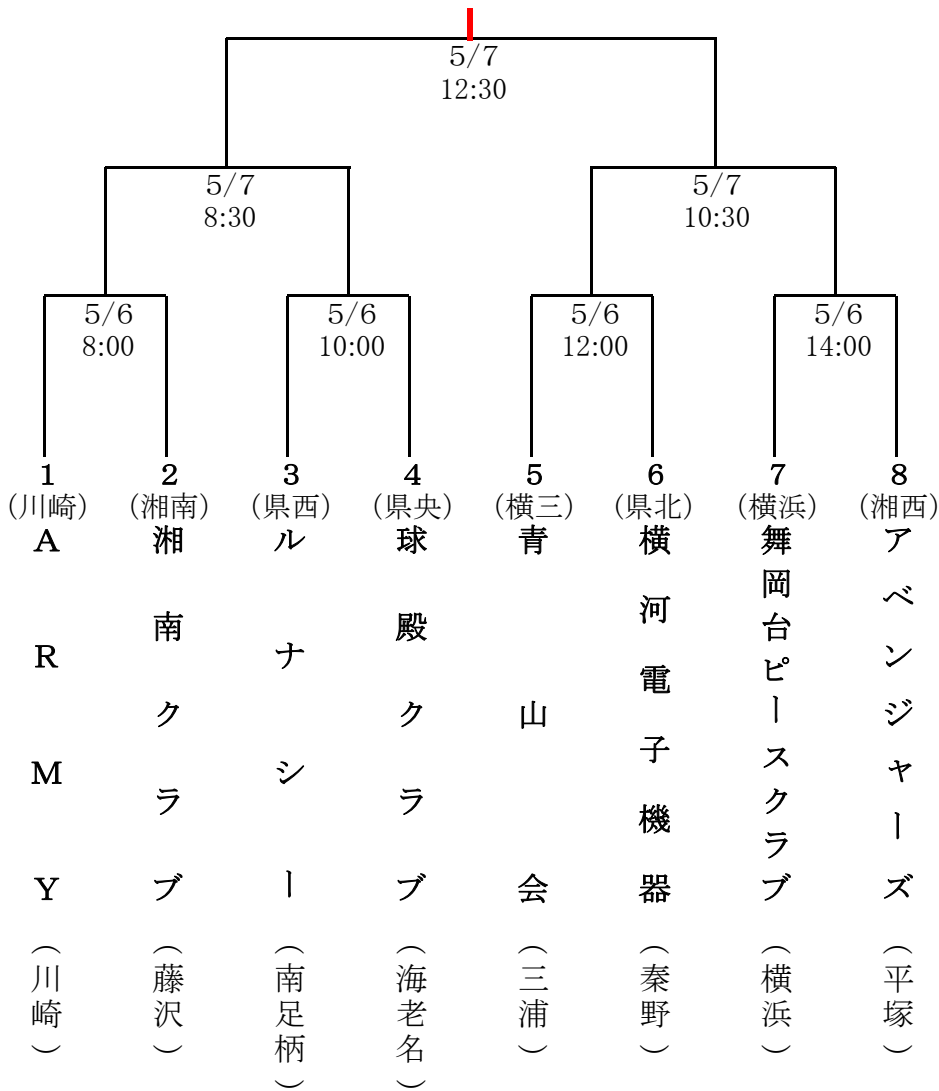 5/7
12:30
5/7
8:30
5/7
10:30
5/6
8:00
5/6
10:00
5/6
12:00
5/6
14:00
1
(川崎)
ARMY
(川崎)
2
(湘南)
湘南クラブ
(藤沢)
3
(県西)
ルナシー
(南足柄)
4
(県央)
球殿クラブ
(海老名)
5
(横三)
青山会
(三浦)
6
(県北)
横河電子機器
(秦野)
7
(横浜)
舞岡台ピースクラブ
(横浜)
8
(湘西)
アベンジャーズ
(平塚)